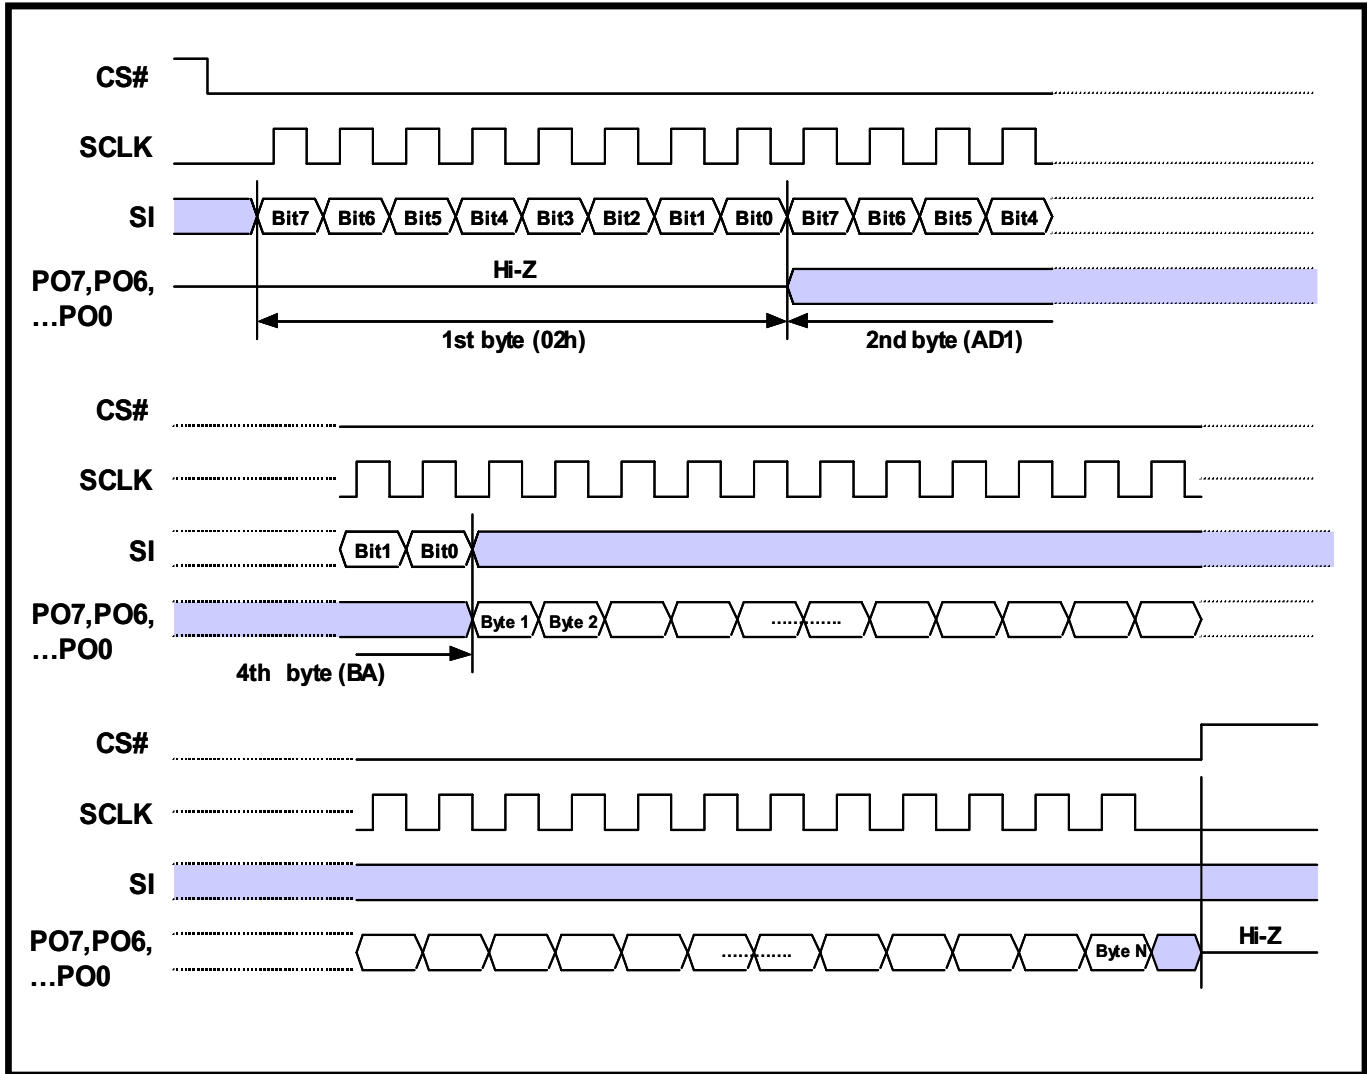 CS#
SCLK
SI Bit7 Bit6 Bit5 Bit4 Bit3 Bit2 Bit1 Bit0 Bit7 Bit6 Bit5 Bit4
Hi-Z
PO7,PO6,
...PO0
1st byte (02h) 2nd byte (AD1)
CS#
SCLK
SI Bit1 Bit0
PO7,PO6, Byte 1 Byte 2 .............
...PO0
4th byte (BA)
CS#
SCLK
SI
PO7,PO6, ............. Byte N Hi-Z
...PO0